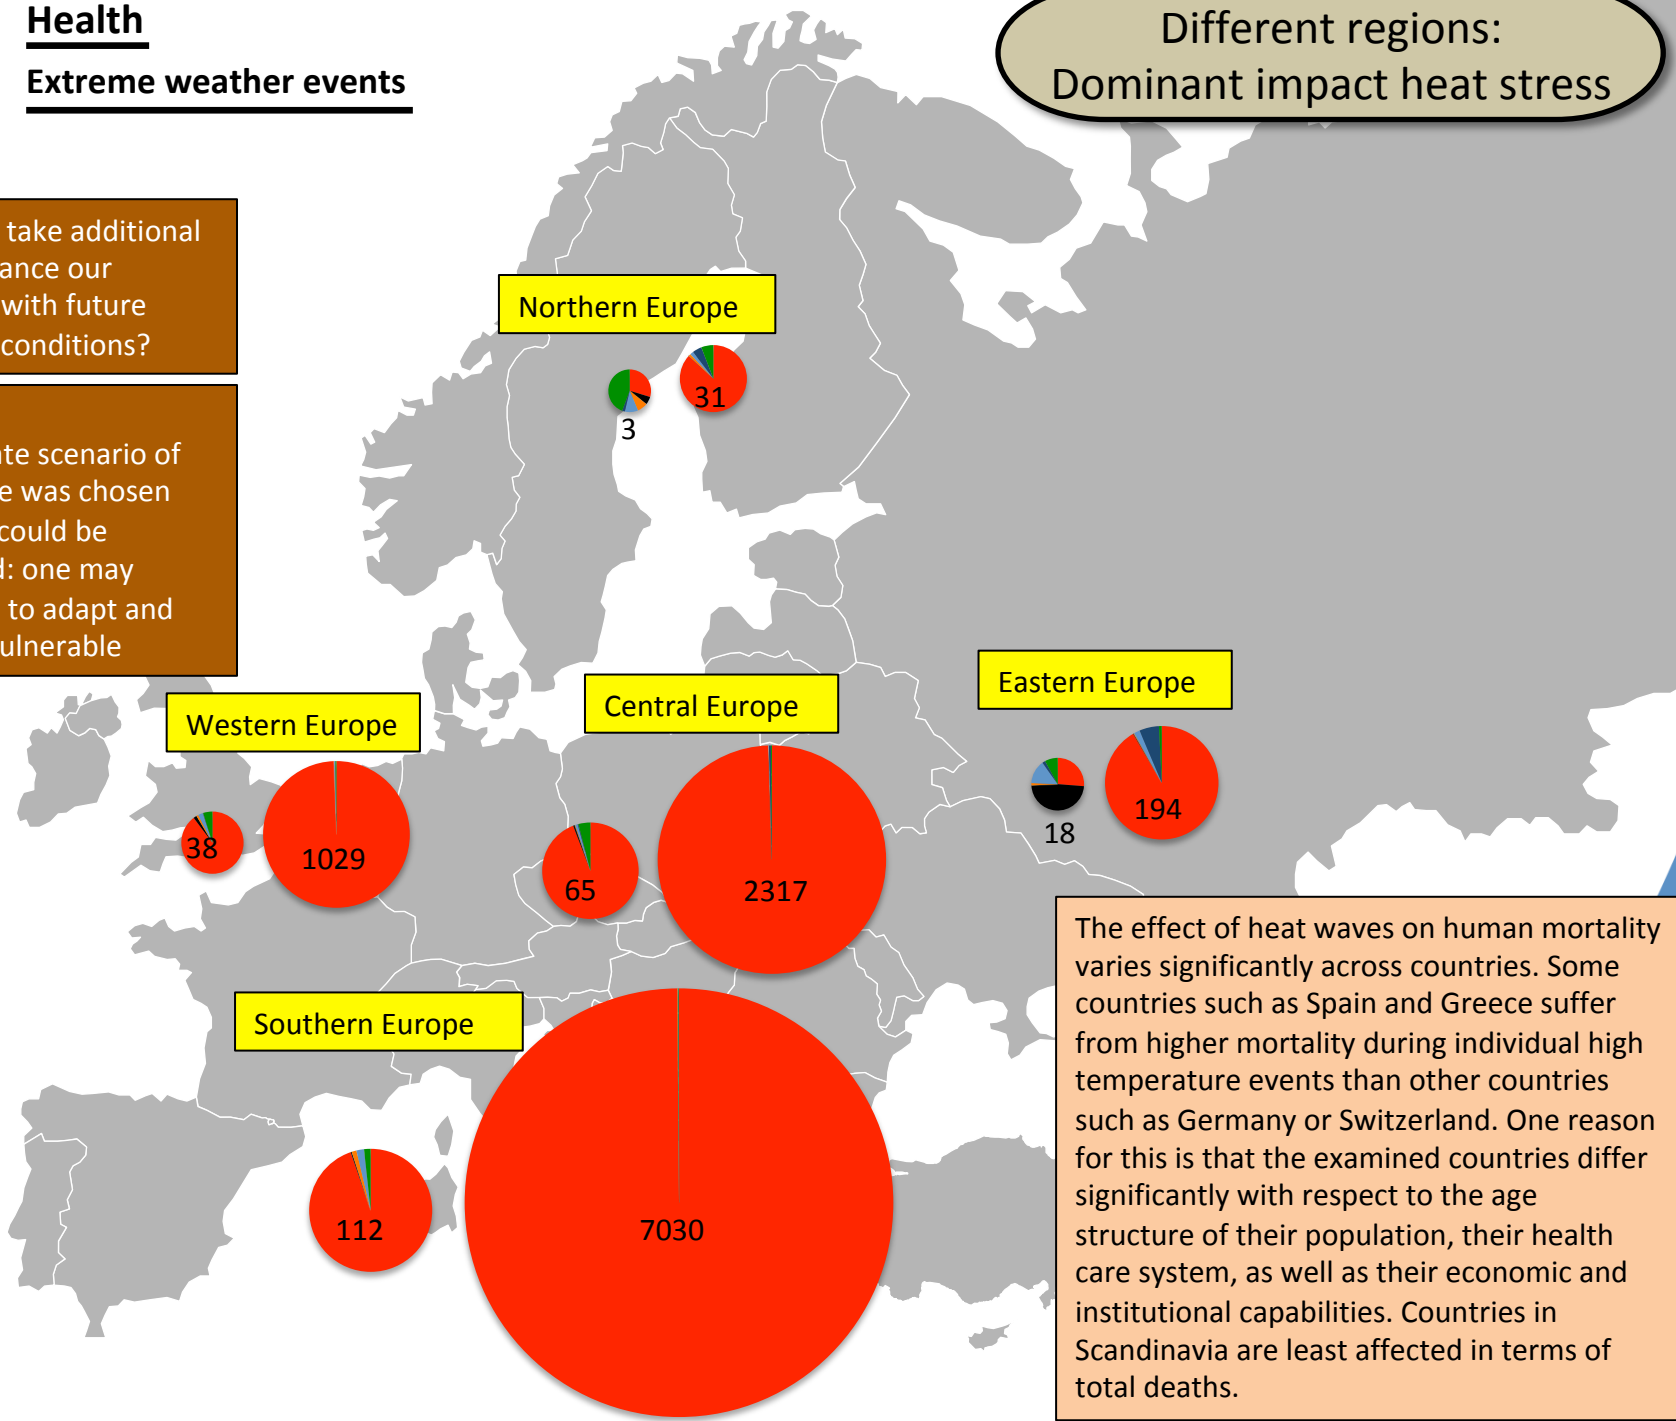 Health
Extreme weather events
Different regions:
Dominant impact heat stress
take additional
ance our
with future
conditions?
ate scenario of
e was chosen
could be
d: one may
to adapt and
ulnerable
Northern Europe
3
31
Western Europe
38
1029
Central Europe
65
2317
Eastern Europe
18
194
Southern Europe
112
7030
The effect of heat waves on human mortality
varies significantly across countries. Some
countries such as Spain and Greece suffer
from higher mortality during individual high
temperature events than other countries
such as Germany or Switzerland. One reason
for this is that the examined countries differ
significantly with respect to the age
structure of their population, their health
care system, as well as their economic and
institutional capabilities. Countries in
Scandinavia are least affected in terms of
total deaths.